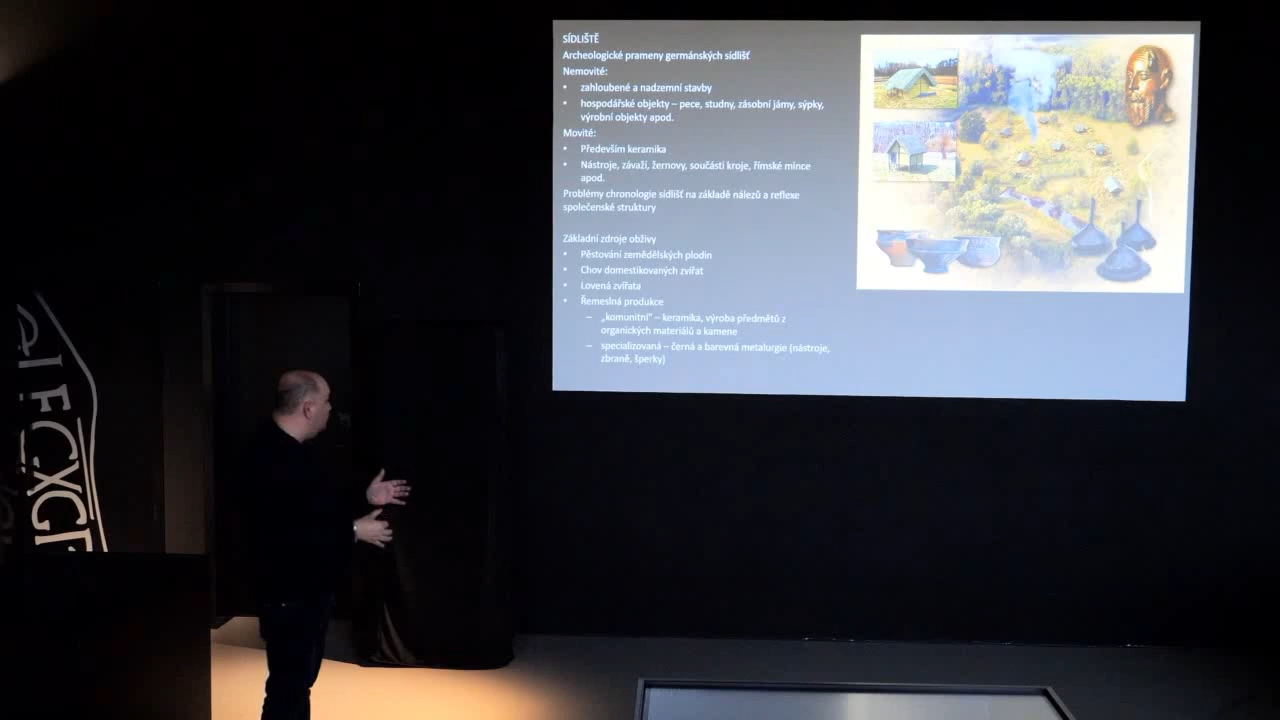 SÍDLIŠTĚ
Archeologické prameny germánských sídlišť
Nemovité:
• zahloubené a nadzemní stavby
• hospodářské objekty – pece, studny, zásobní jámy, sýpky,
výrobní objekty apod.
Movité:
• Především keramika
• Nástroje, závaží, žernovy, součásti kroje, římské mince
apod.
Problémy chronologie sídlišť na základě nálezů a reflexe
společenské struktury
Základní zdroje obživy
• Pěstování zemědělských plodin
• Chov domestikovaných zvířat
• Lovená zvířata
• Řemeslná produkce
– „komunitní" – keramika, výroba předmětů z
organických materiálů a kamene
– specializovaná – černá a barevná metalurgie (nástroje,
zbraně, šperky)